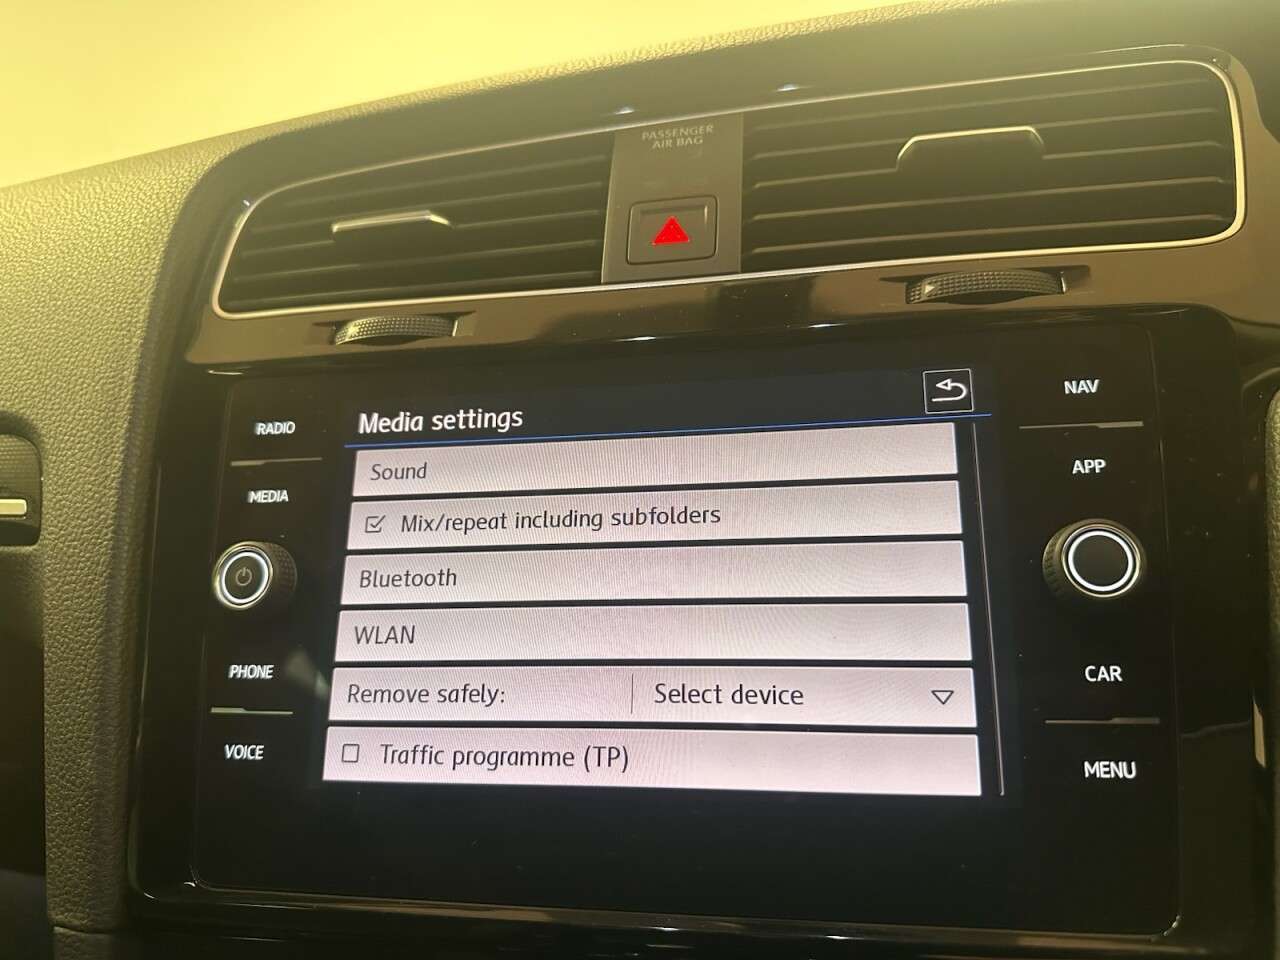 PASSENGER
AIR BAG
RADIO
MEDIA
PHONE
VOICE
Media settings
Sound
Mix/repeat including subfolders
Bluetooth
WLAN
Remove safely: Select device
Traffic programme (TP)
NAV
APP
CAR
MENU